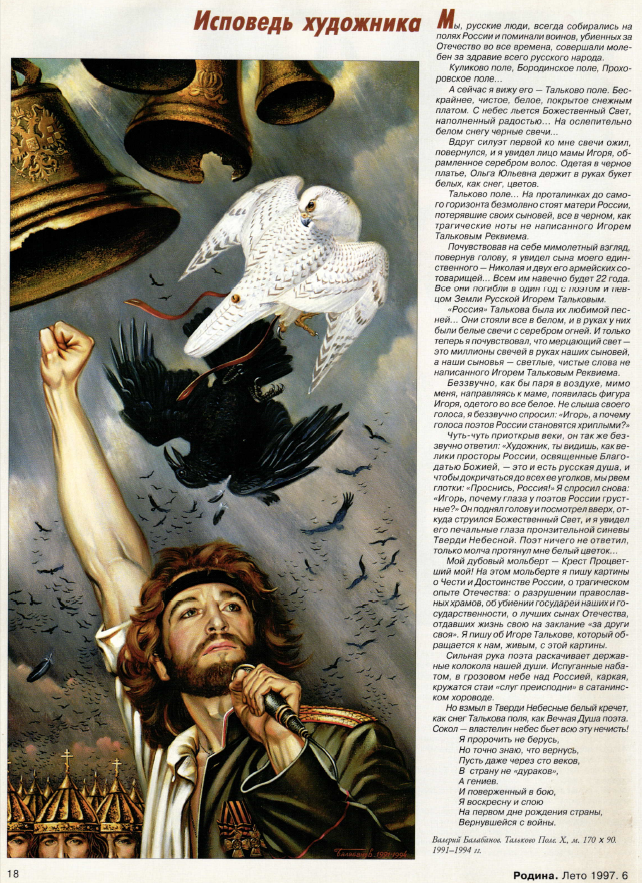 Исповедь художника
Мы, русские люди, всегда собирались на
полях России и поминали воинов, убиенных за
Отечество во все времена, совершали моле-
бен за здравие всего русского народа.
Куликово поле, Бородинское поле, Прохо-
ровское поле...
А сейчас я вижу его — Тальково поле. Бес-
крайнее, чистое, белое, покрытое снежным
платом. С небес льется Божественный Свет,
наполненный радостью... На ослепительно
белом снегу черные свечи...
Вдруг силуэт первой ко мне свечи ожил,
повернулся, и я увидел лицо мамы Игоря, об-
рамленное серебром волос. Одетая в черное
платье, Ольга Юльевна держит в руках букет
белых, как снег, цветов.
Тальково поле... На проталинках до само-
го горизонта безмолвно стоят матери России,
потерявшие своих сыновей, все в черном, как
трагические ноты не написанного Игорем
Тальковым Реквиема.
Почувствовав на себе мимолетный взгляд,
повернув голову, я увидел сына моего един-
ственного — Николая и двух его армейских со-
товарищей... Всем им навечно будет 22 года.
Все они погибли в один год с поэтом и пев-
цом Земли Русской Игорем Тальковым.
«Россия» Талькова была их любимой пес-
ней... Они стояли все в белом, и в руках у них
были белые свечи с серебром огней. И только
теперь я почувствовал, что мерцающий свет —
это миллионы свечей в руках наших сыновей,
а наши сыновья — светлые, чистые слова не
написанного Игорем Тальковым Реквиема.
Беззвучно, как бы паря в воздухе, мимо
меня, направляясь к маме, появилась фигура
Игоря, одетого во все белое. Не слыша своего
голоса, я беззвучно спросил: «Игорь, а почему
голоса поэтов России становятся хриплыми?»
Чуть-чуть приоткрыв веки, он так же без-
звучно ответил: «Художник, ты видишь, как ве-
лики просторы России, освященные Благо-
датью Божией, — это и есть русская душа, и
чтобы докричаться до всех ее уголков, мы рвем
глотки: «Проснись, Россия!» Я спросил снова:
«Игорь, почему глаза у поэтов России груст-
ные?» Он поднял голову и посмотрел вверх, от-
куда струился Божественный Свет, и я увидел
его печальные глаза пронзительной синевы
Тверди Небесной. Поэт ничего не ответил,
только молча протянул мне белый цветок...
Мой дубовый мольберт — Крест Процвет-
ший мой! На этом мольберте я пишу картины
о Чести и Достоинстве России, о трагическом
опыте Отечества: о разрушении православ-
ных храмов, об убиении государей наших и го-
сударственности, о лучших сынах Отечества,
отдавших жизнь свою на заклание «за други
своя». Я пишу об Игоре Талькове, который об-
ращается к нам, живым, с этой картины.
Сильная рука поэта раскачивает держав-
ные колокола нашей души. Испуганные наба-
том, в грозовом небе над Россией, каркая,
кружатся стаи «слуг преисподни» в сатанинс-
ком хороводе.
Но взмыл в Тверди Небесные белый кречет,
как снег Талькова поля, как Вечная Душа поэта.
Сокол — властелин небес бьет всю эту нечисть!
Я пророчить не берусь,
Но точно знаю, что вернусь,
Пусть даже через сто веков,
В страну не «дураков»,
А гениев.
И поверженный в бою,
Я воскресну и спою
На первом дне рождения страны,
Вернувшейся с войны.
Валерий Балабанов. Тальково Поле. Х., м. 170 х 90.
1991–1994 гг.
18
Родина. Лето 1997. 6